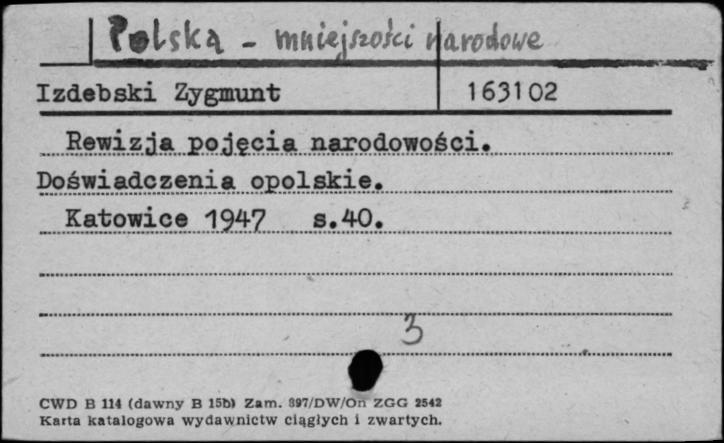 Polska - mniejszości narodowe
Izdebski Zygmunt 163102
Rewizja pojęcia narodowości.
Doświadczenia opolskie.
Katowice 1947 s.40.
3
CWD B 114 (dawny B 15b) Zam. 897/DW/On ZGG 2542
Karta katalogowa wydawnictw ciągłych i zwartych.